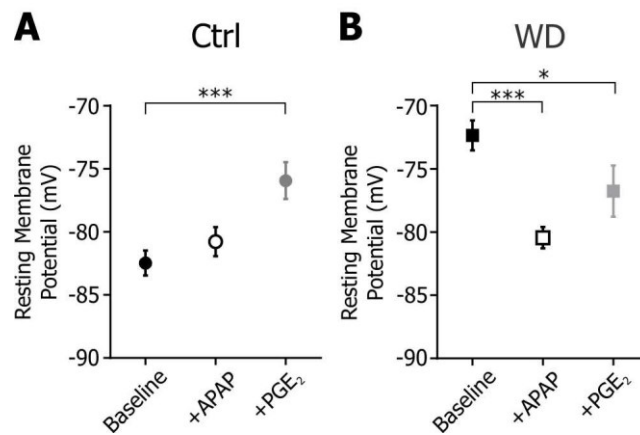 A
Ctrl
***
Resting Membrane
Potential (mV)
-70
-75
-80
-85
-90
Baseline
+APAP
+PGE₂
B
WD
*
***
Resting Membrane
Potential (mV)
-70
-75
-80
-85
-90
Baseline
+APAP
+PGE₂